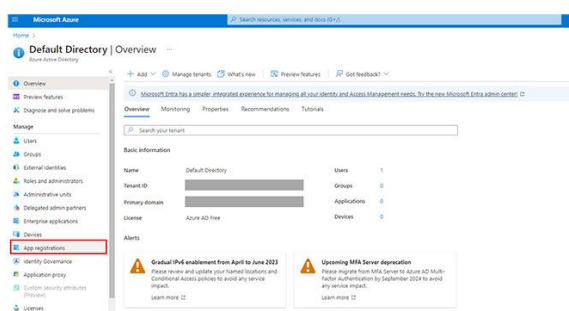 Microsoft Azure
Search resources, services, and docs (G+/)
Home >
Default Directory | Overview ...
Azure Active Directory
Overview
Preview features
Diagnose and solve problems
Manage
Users
Groups
External Identities
Roles and administrators
Administrative units
Delegated admin partners
Enterprise applications
Devices
App registrations
Identity Governance
Application proxy
Custom security attributes
(Preview)
Licenses
+ Add Manage tenants What's new Preview features Got feedback?
Microsoft Entra has a simpler, integrated experience for managing all your Identity and Access Management needs. Try the new Microsoft Entra admin center!
Overview Monitoring Properties Recommendations Tutorials
Search your tenant
Basic information
Name Default Directory Users 1
Tenant ID Groups 0
Primary domain Applications 0
License Azure AD Free Devices 0
Alerts
Gradual IPv6 enablement from April to June 2023
Please review and update your Named locations and
Conditional Access policies to avoid any service
impact.
Learn more
Upcoming MFA Server deprecation
Please migrate from MFA Server to Azure AD Multi-
Factor Authentication by September 2024 to avoid
any service impact.
Learn more